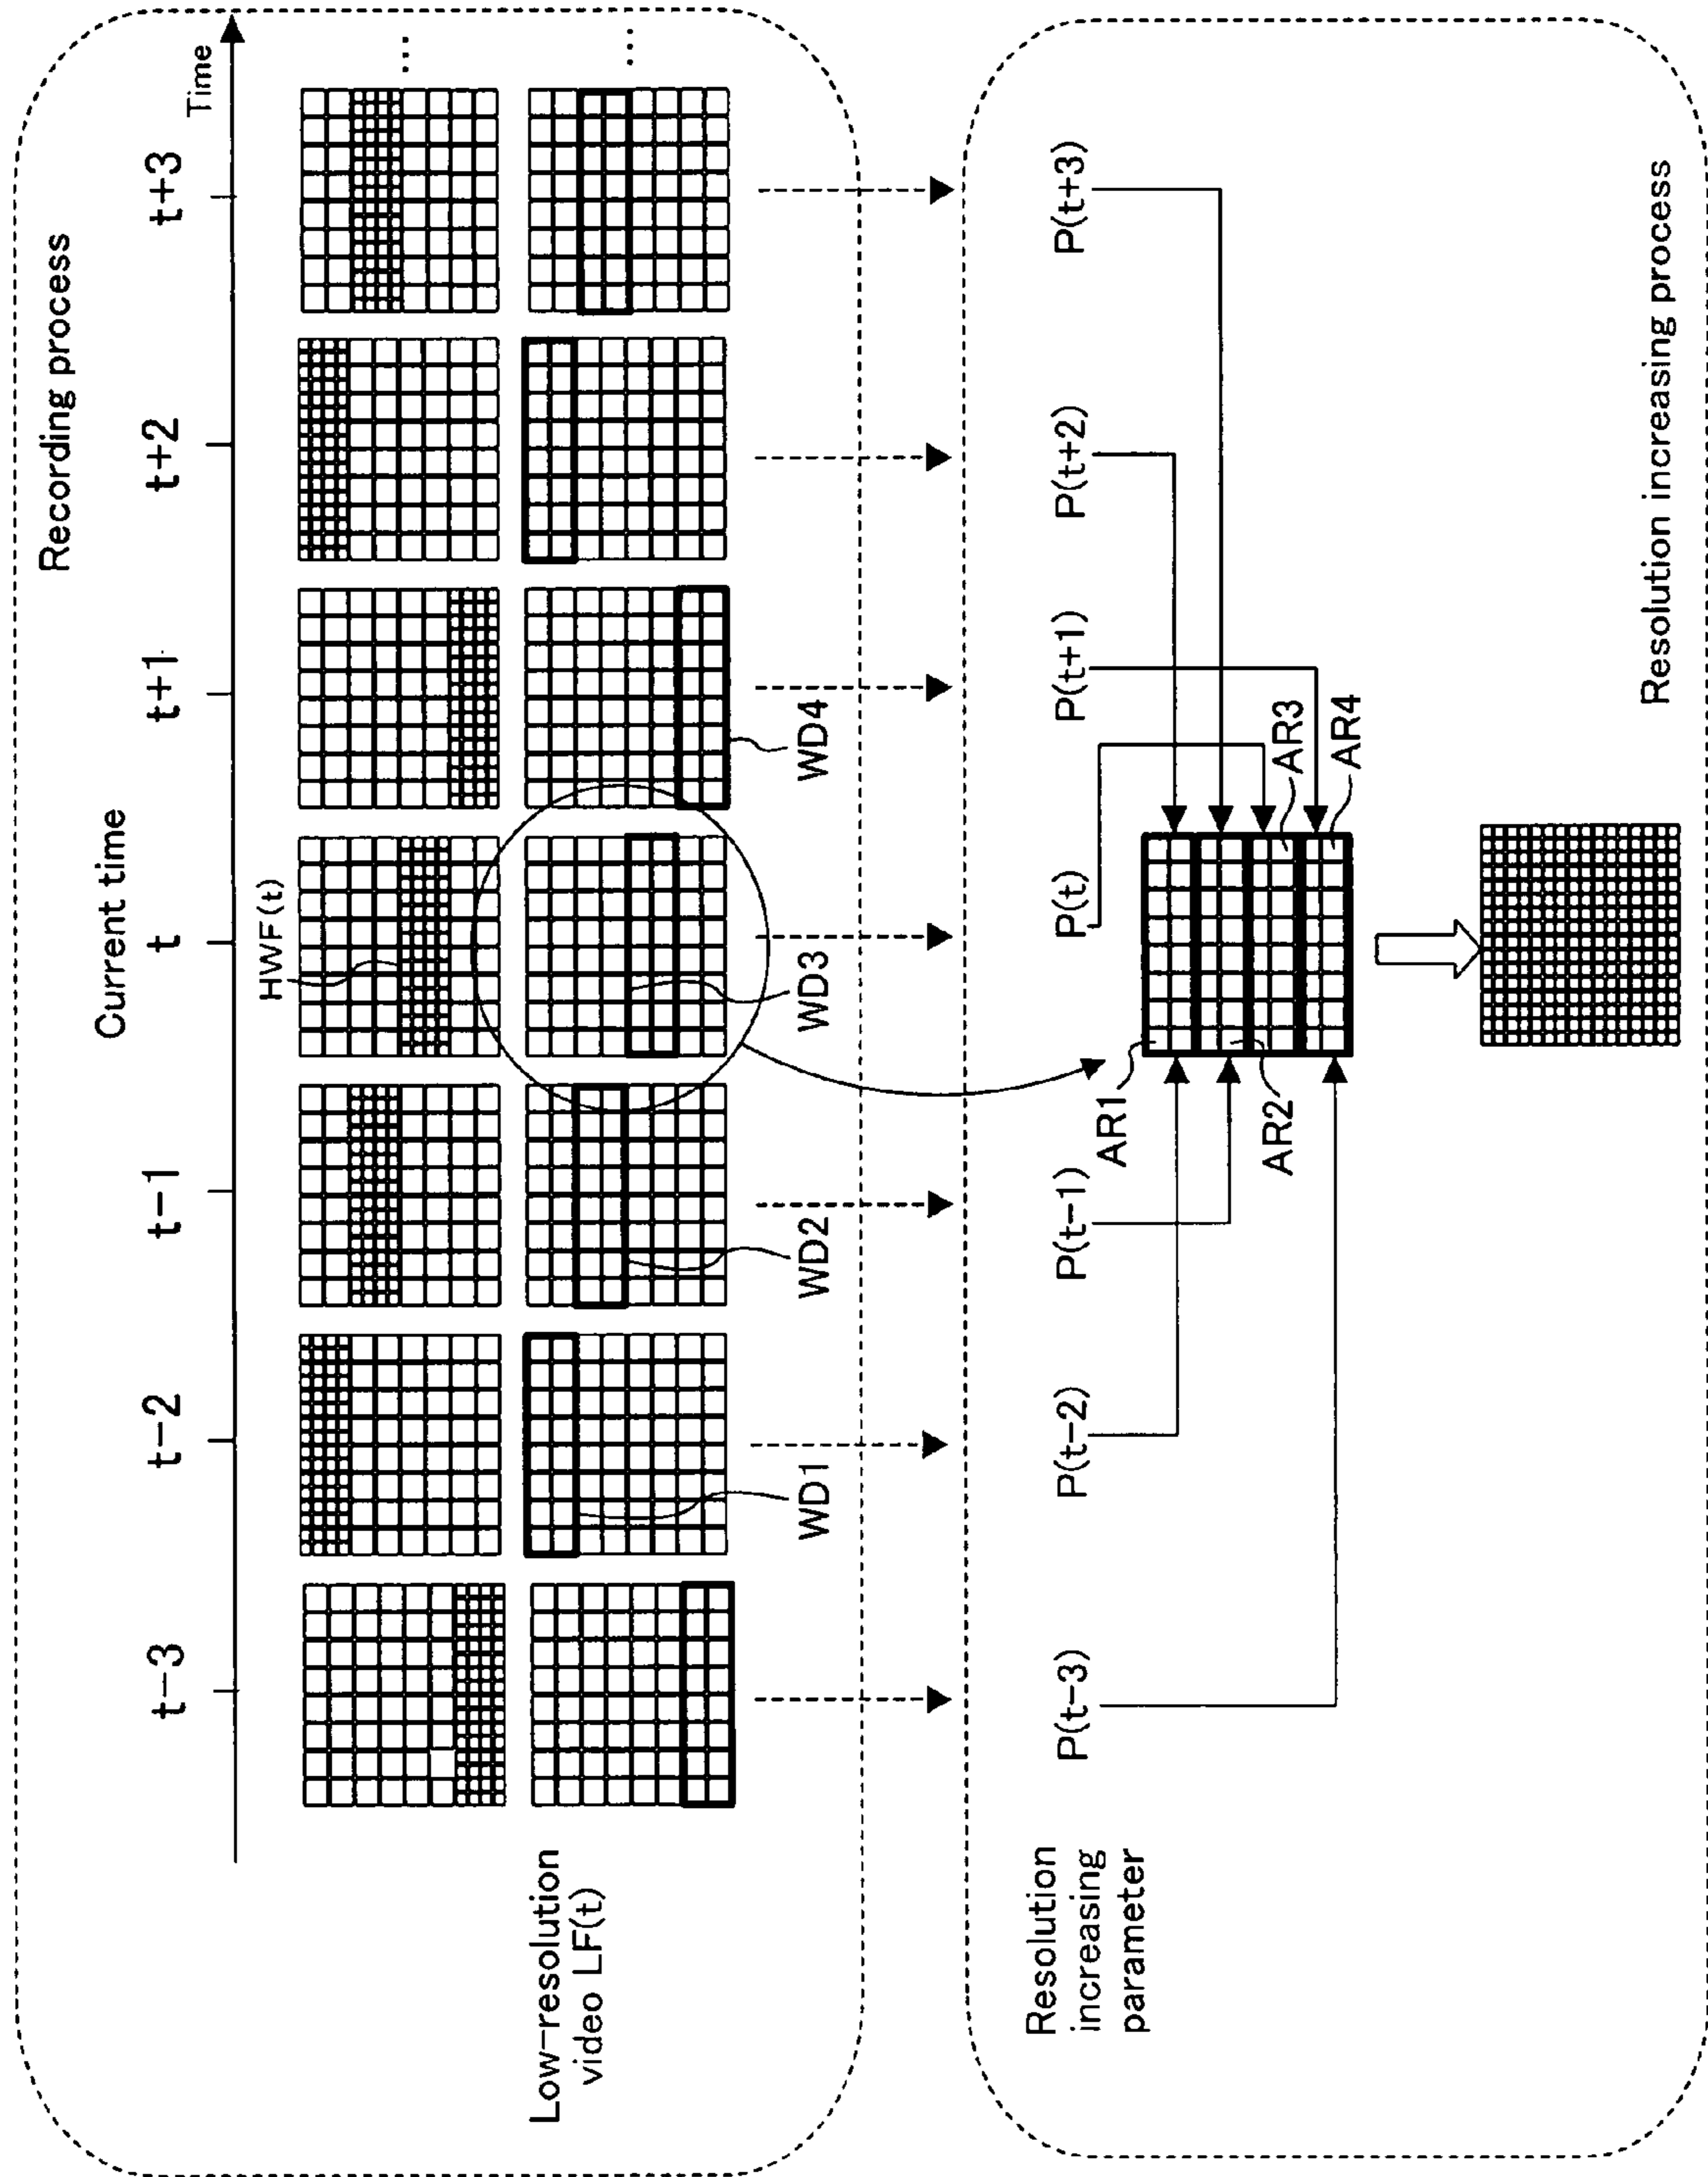 Recording process
Current time
t−3
t−2
t−1
t
t+1
t+2
t+3
Time
HWF(t)
...
Low-resolution
video LF(t)
...
WD1
WD2
WD3
WD4
Resolution
increasing
parameter
P(t−3)
P(t−2)
P(t−1)
P(t)
P(t+1)
P(t+2)
P(t+3)
AR1
AR2
AR3
AR4
Resolution increasing process